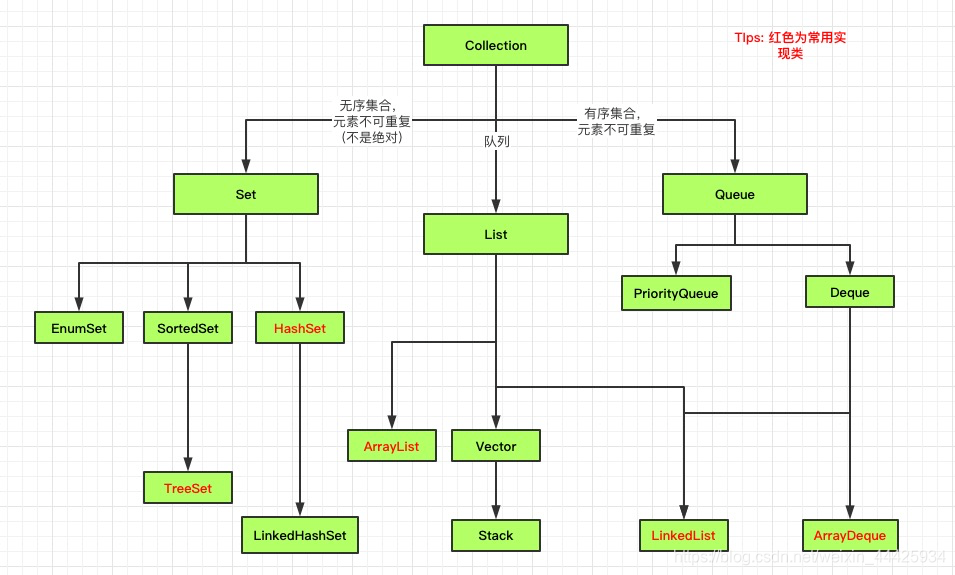 Collection
TIps: 红色为常用实
现类
无序集合，
元素不可重复
（不是绝对）
队列
有序集合，
元素不可重复
Set
List
Queue
EnumSet
SortedSet
HashSet
PriorityQueue
Deque
ArrayList
Vector
TreeSet
LinkedHashSet
Stack
LinkedList
ArrayDeque
https://blog.csdn.net/weixin_44425934